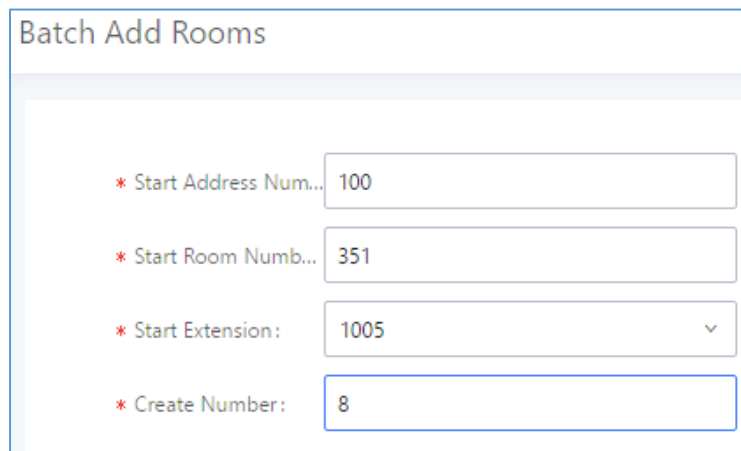 Batch Add Rooms
* Start Address Num... 100
* Start Room Numb... 351
* Start Extension: 1005
* Create Number: 8